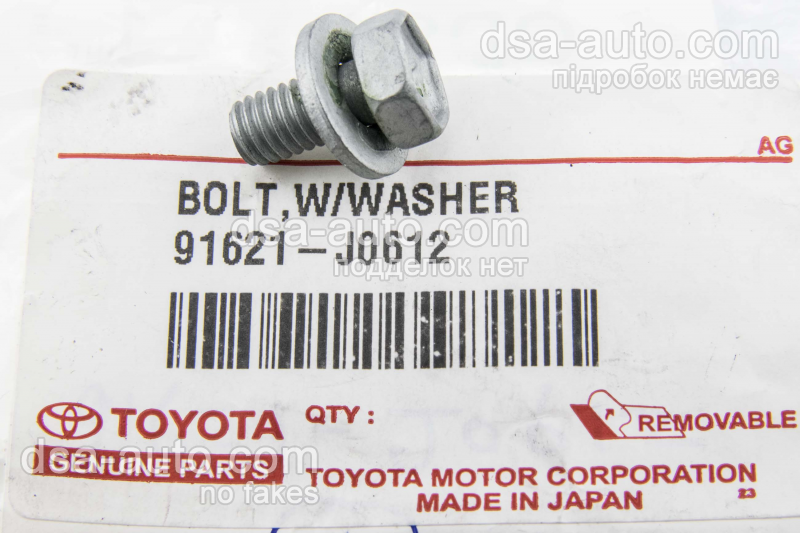 dsa-auto.com
підробок немає
AG
BOLT,W/WASHER
dsa-auto.com
91621-J0612
подделок нет
TOYOTA
QTY :
REMOVABLE
dsa-auto.com
GENUINE PARTS
TOYOTA MOTOR CORPORATION
no fakes
MADE IN JAPAN
23